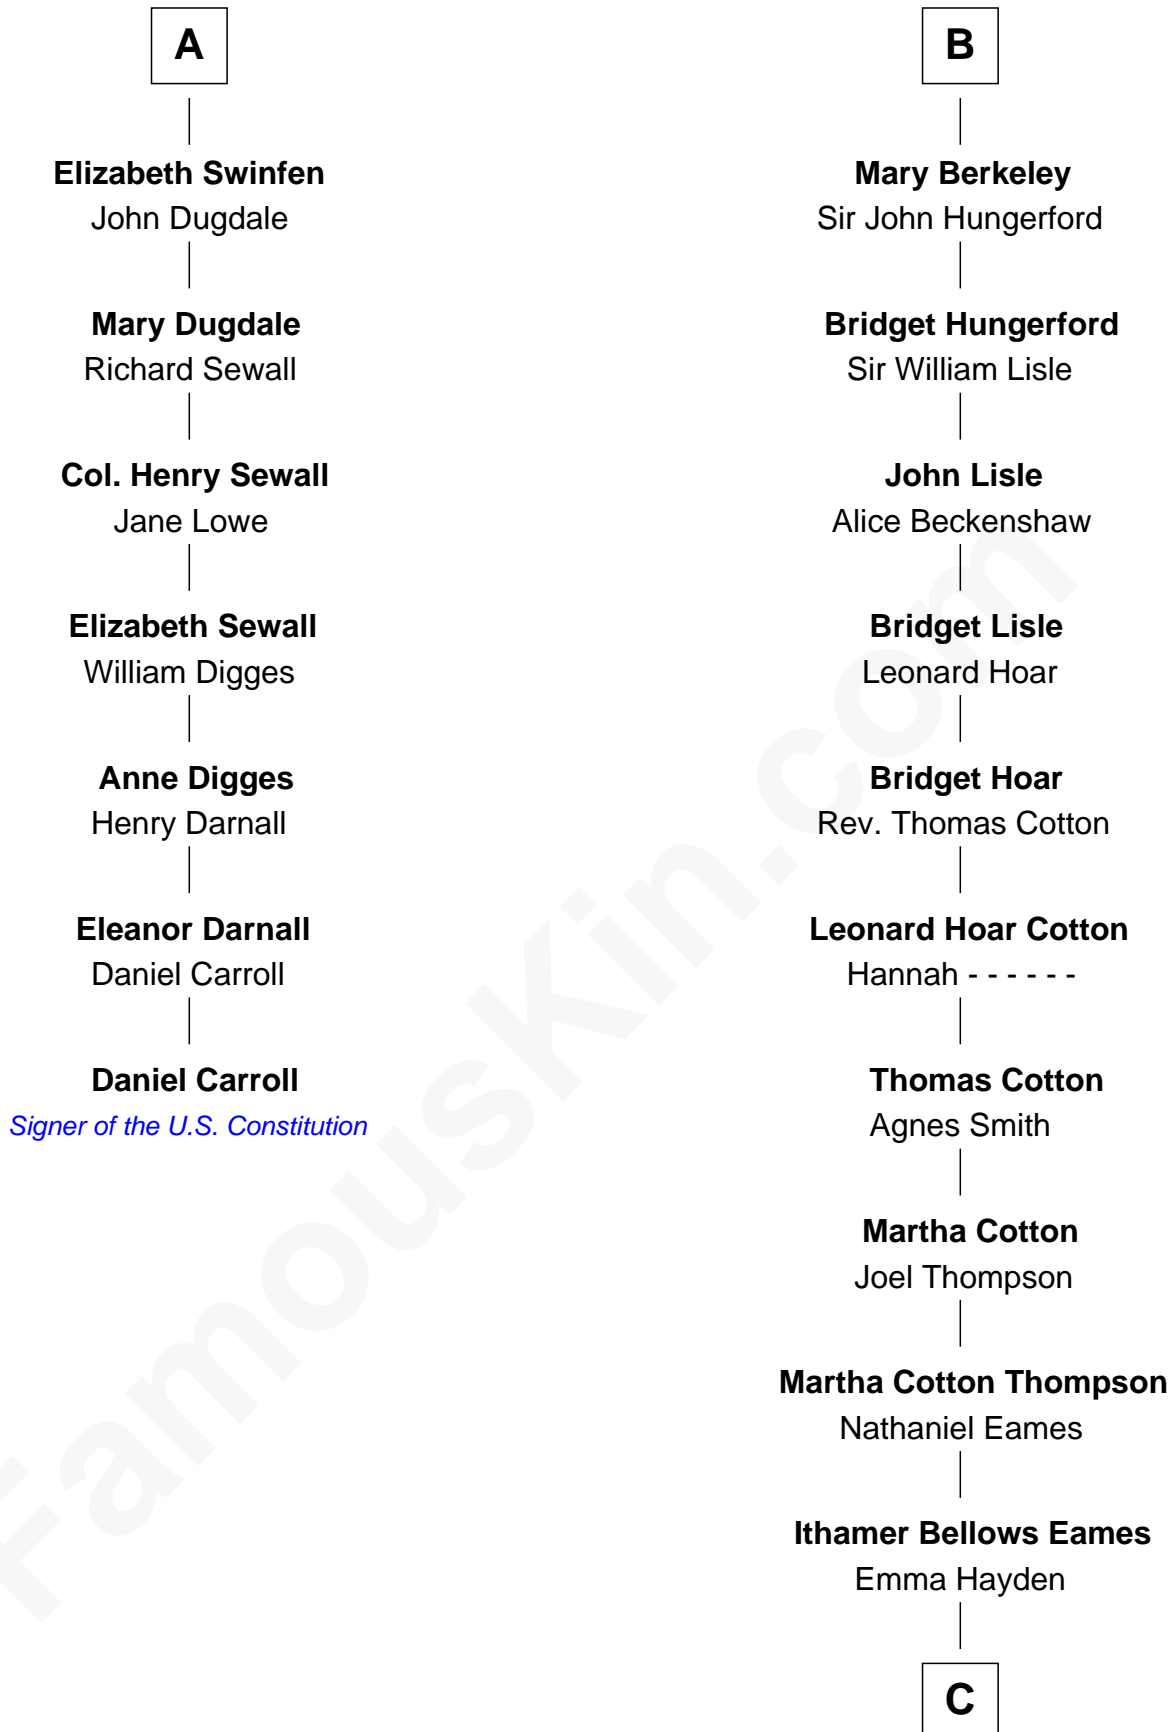 A
Elizabeth Swinfen
John Dugdale
Mary Dugdale
Richard Sewall
Col. Henry Sewall
Jane Lowe
Elizabeth Sewall
William Digges
Anne Digges
Henry Darnall
Eleanor Darnall
Daniel Carroll
Daniel Carroll
Signer of the U.S. Constitution
B
Mary Berkeley
Sir John Hungerford
Bridget Hungerford
Sir William Lisle
John Lisle
Alice Beckenshaw
Bridget Lisle
Leonard Hoar
Bridget Hoar
Rev. Thomas Cotton
Leonard Hoar Cotton
Hannah - - - - - -
Thomas Cotton
Agnes Smith
Martha Cotton
Joel Thompson
Martha Cotton Thompson
Nathaniel Eames
Ithamer Bellows Eames
Emma Hayden
C
FamousKin.com